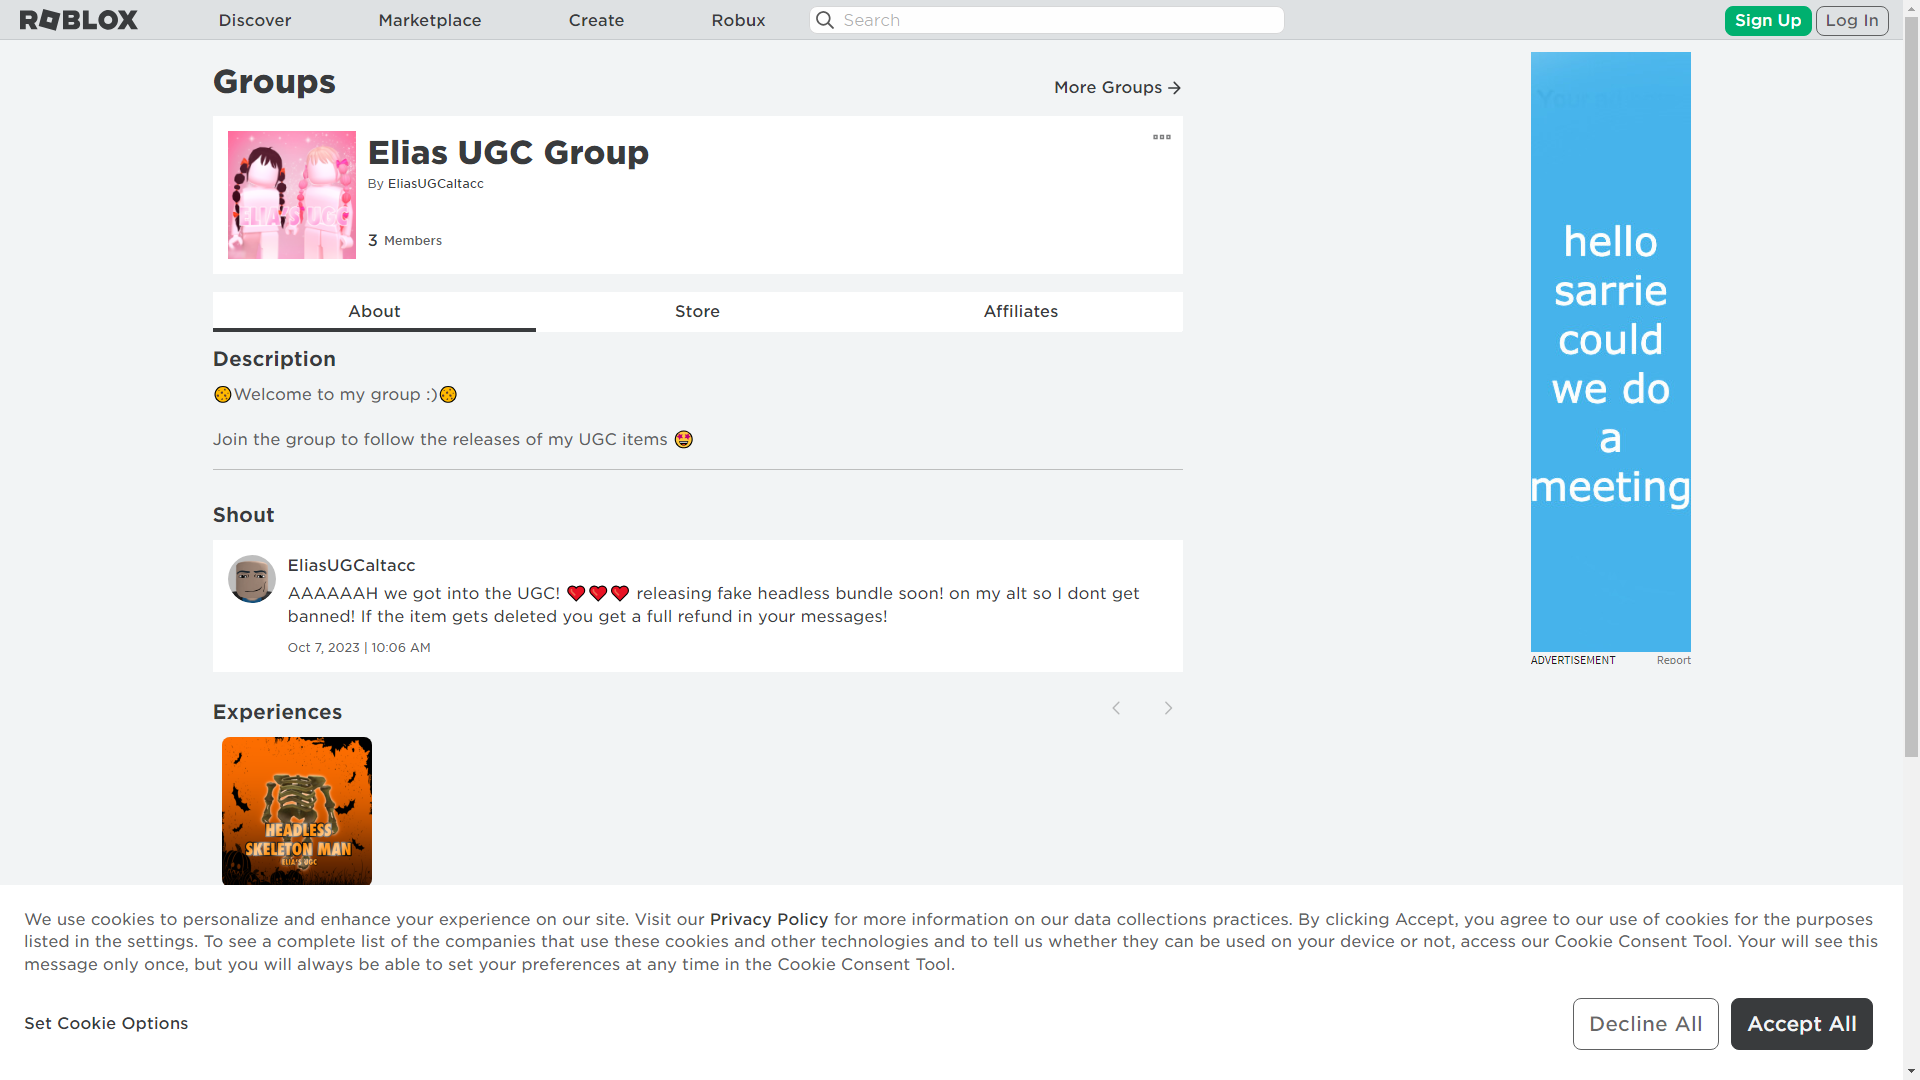 ROBLOX
Discover
Marketplace
Create
Robux
Search
Sign Up
Log In
Groups
More Groups
Elias UGC Group
By EliasUGCaltacc
3 Members
ELIA'S UGC
About
Store
Affiliates
Description
Welcome to my group :)
Join the group to follow the releases of my UGC items
Shout
EliasUGCaltacc
AAAAAAH we got into the UGC! ❤❤❤ releasing fake headless bundle soon! on my alt so I dont get
banned! If the item gets deleted you get a full refund in your messages!
Oct 7, 2023 | 10:06 AM
Experiences
HEADLESS
SKELETON MAN
ELIA'S UGC
hello
sarrie
could
we do
a
meeting
ADVERTISEMENT
Report
We use cookies to personalize and enhance your experience on our site. Visit our Privacy Policy for more information on our data collections practices. By clicking Accept, you agree to our use of cookies for the purposes
listed in the settings. To see a complete list of the companies that use these cookies and other technologies and to tell us whether they can be used on your device or not, access our Cookie Consent Tool. Your will see this
message only once, but you will always be able to set your preferences at any time in the Cookie Consent Tool.
Set Cookie Options
Decline All
Accept All